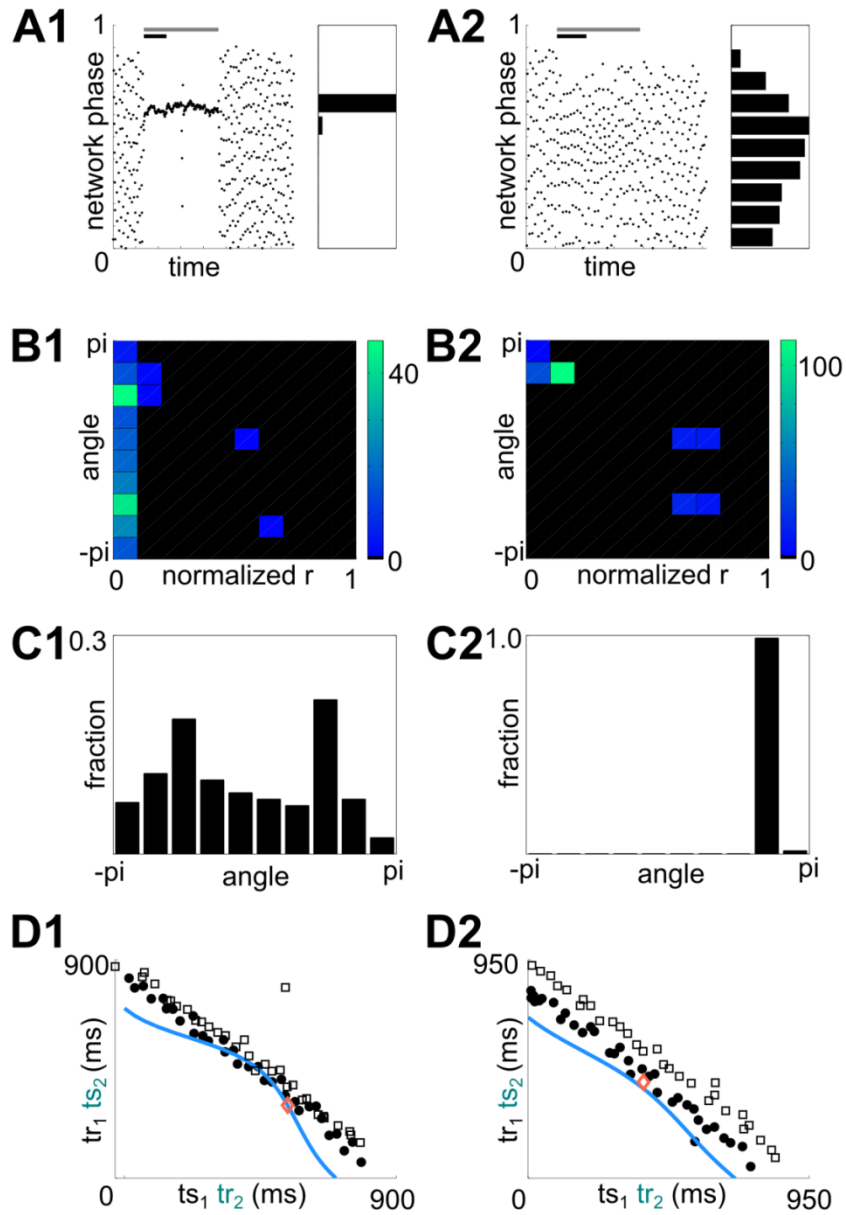 A1
1
network phase
0
time
A2
1
network phase
0
time
B1
pi
angle
-pi
0
normalized r
1
40
0
B2
pi
angle
-pi
0
normalized r
1
100
0
C1
0.3
fraction
-pi
angle
pi
C2
1.0
fraction
-pi
angle
pi
D1
900
tr₁ ts₂ (ms)
0
ts₁ tr₂ (ms)
900
D2
950
tr₁ ts₂ (ms)
0
ts₁ tr₂ (ms)
950